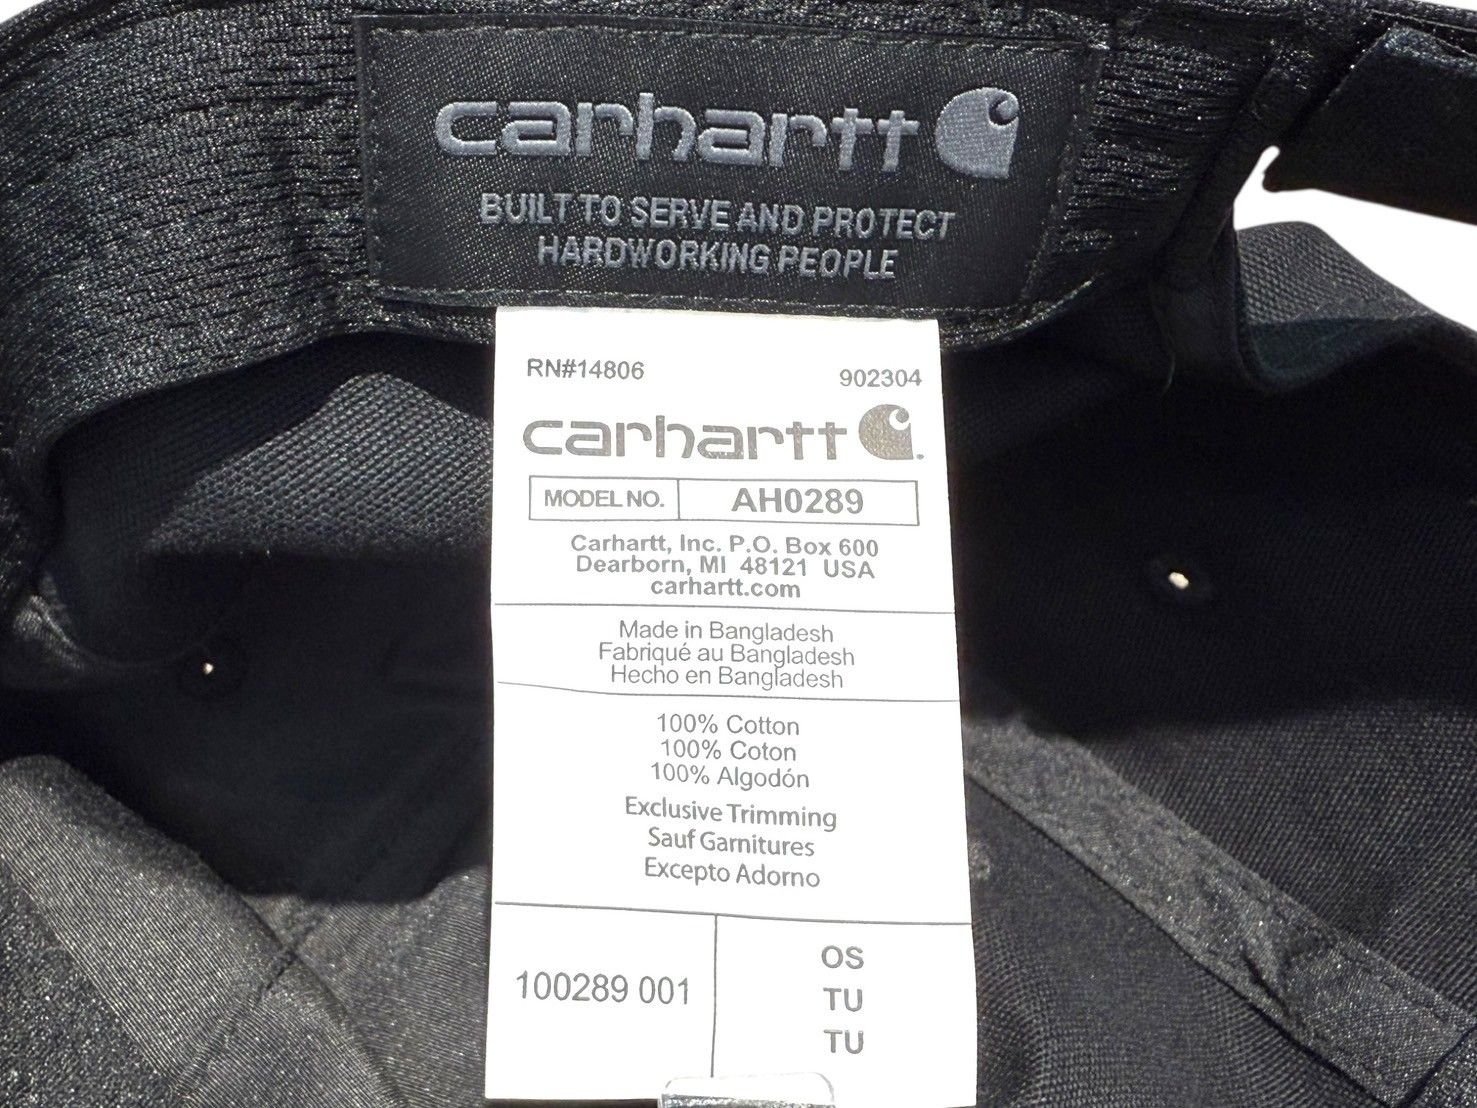 carhartt
BUILT TO SERVE AND PROTECT
HARDWORKING PEOPLE
RN#14806 902304
carhartt
MODEL NO. AH0289
Carhartt, Inc. P.O. Box 600
Dearborn, MI 48121 USA
carhartt.com
Made in Bangladesh
Fabriqué au Bangladesh
Hecho en Bangladesh
100% Cotton
100% Coton
100% Algodón
Exclusive Trimming
Sauf Garnitures
Excepto Adorno
100289 001
OS
TU
TU